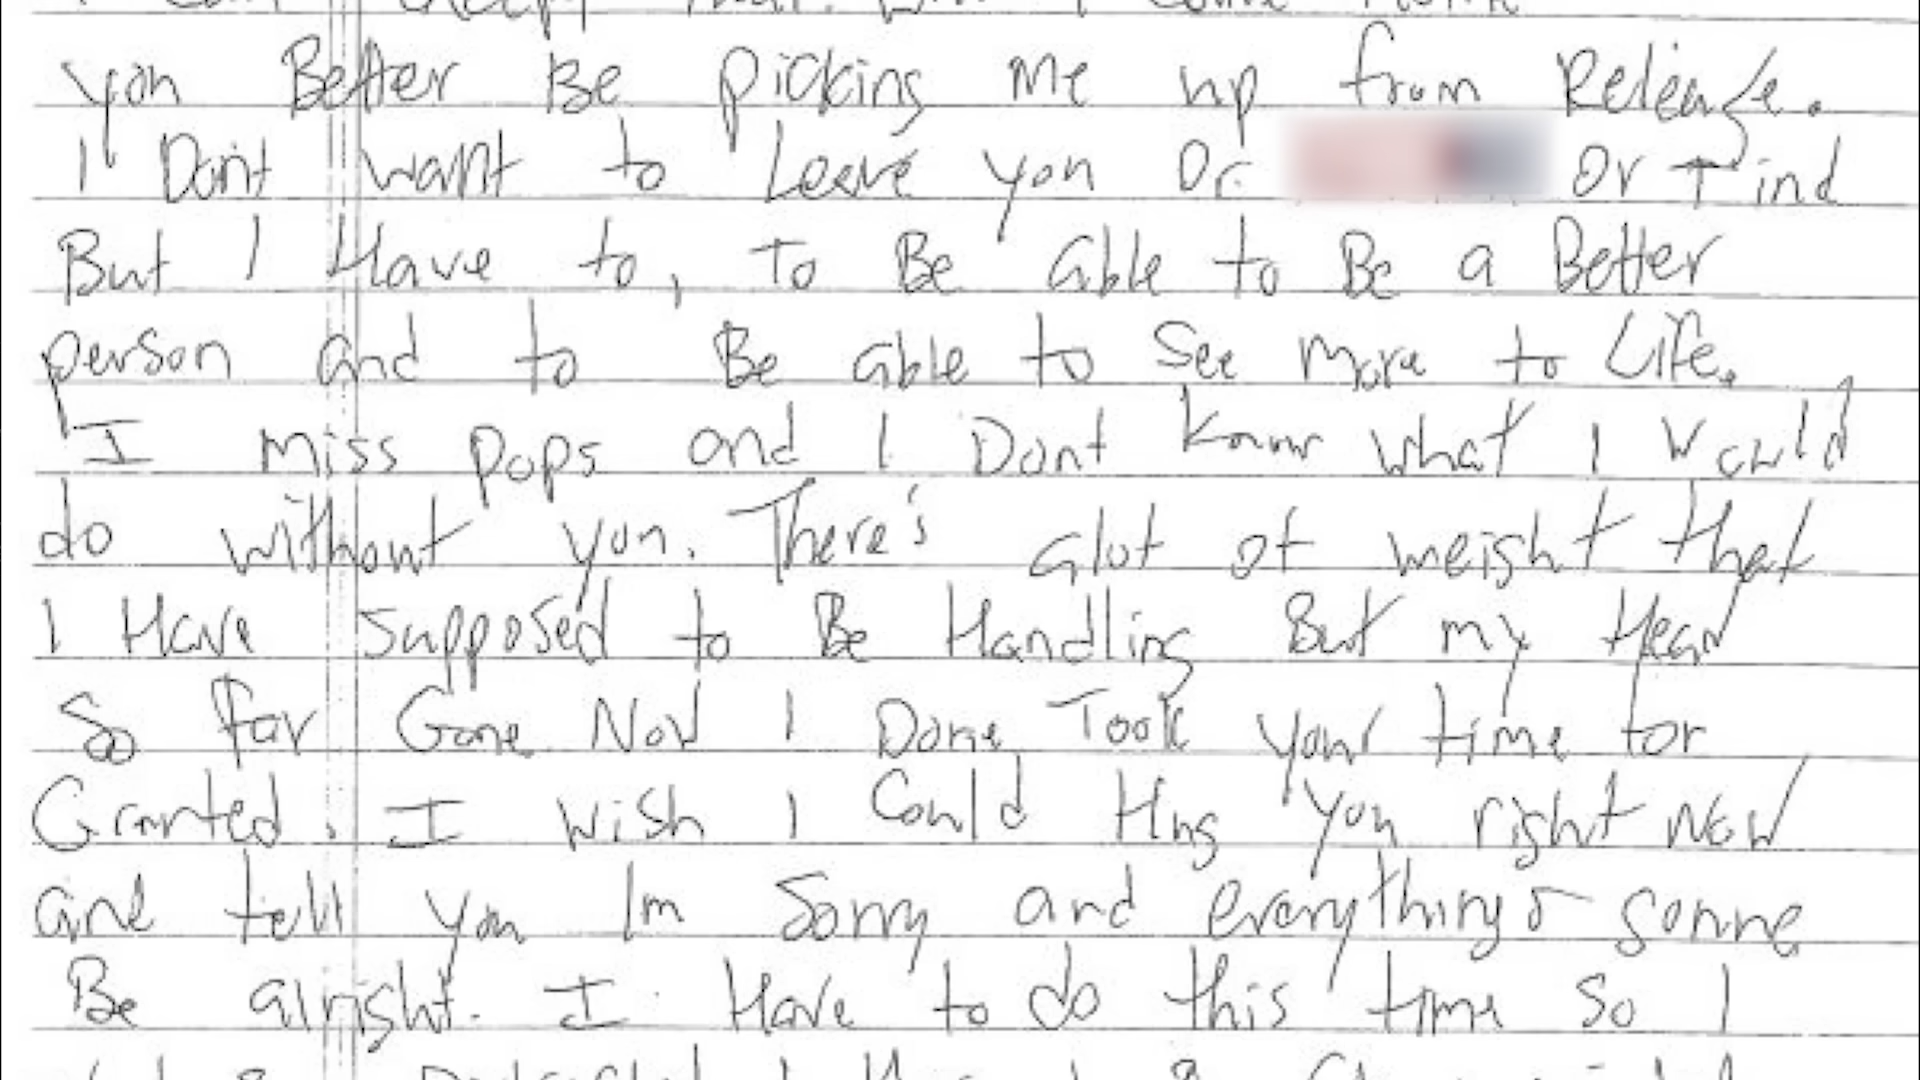 you Better Be picking me up from Release.
I Dont want to Leave you Or Or Tind
But I Have to, To Be able to Be a Better
person and to Be able to See more to Life.
I miss pops and I Dont know what I would
do without you. There's alot of weight that
I Have supposed to Be Handling But my Head
So far Gone Now I Done Took your time for
Granted. I wish I Could Hug you right now
and tell you Im Sorry and everythings gonne
Be alright. I Have to do this time so I